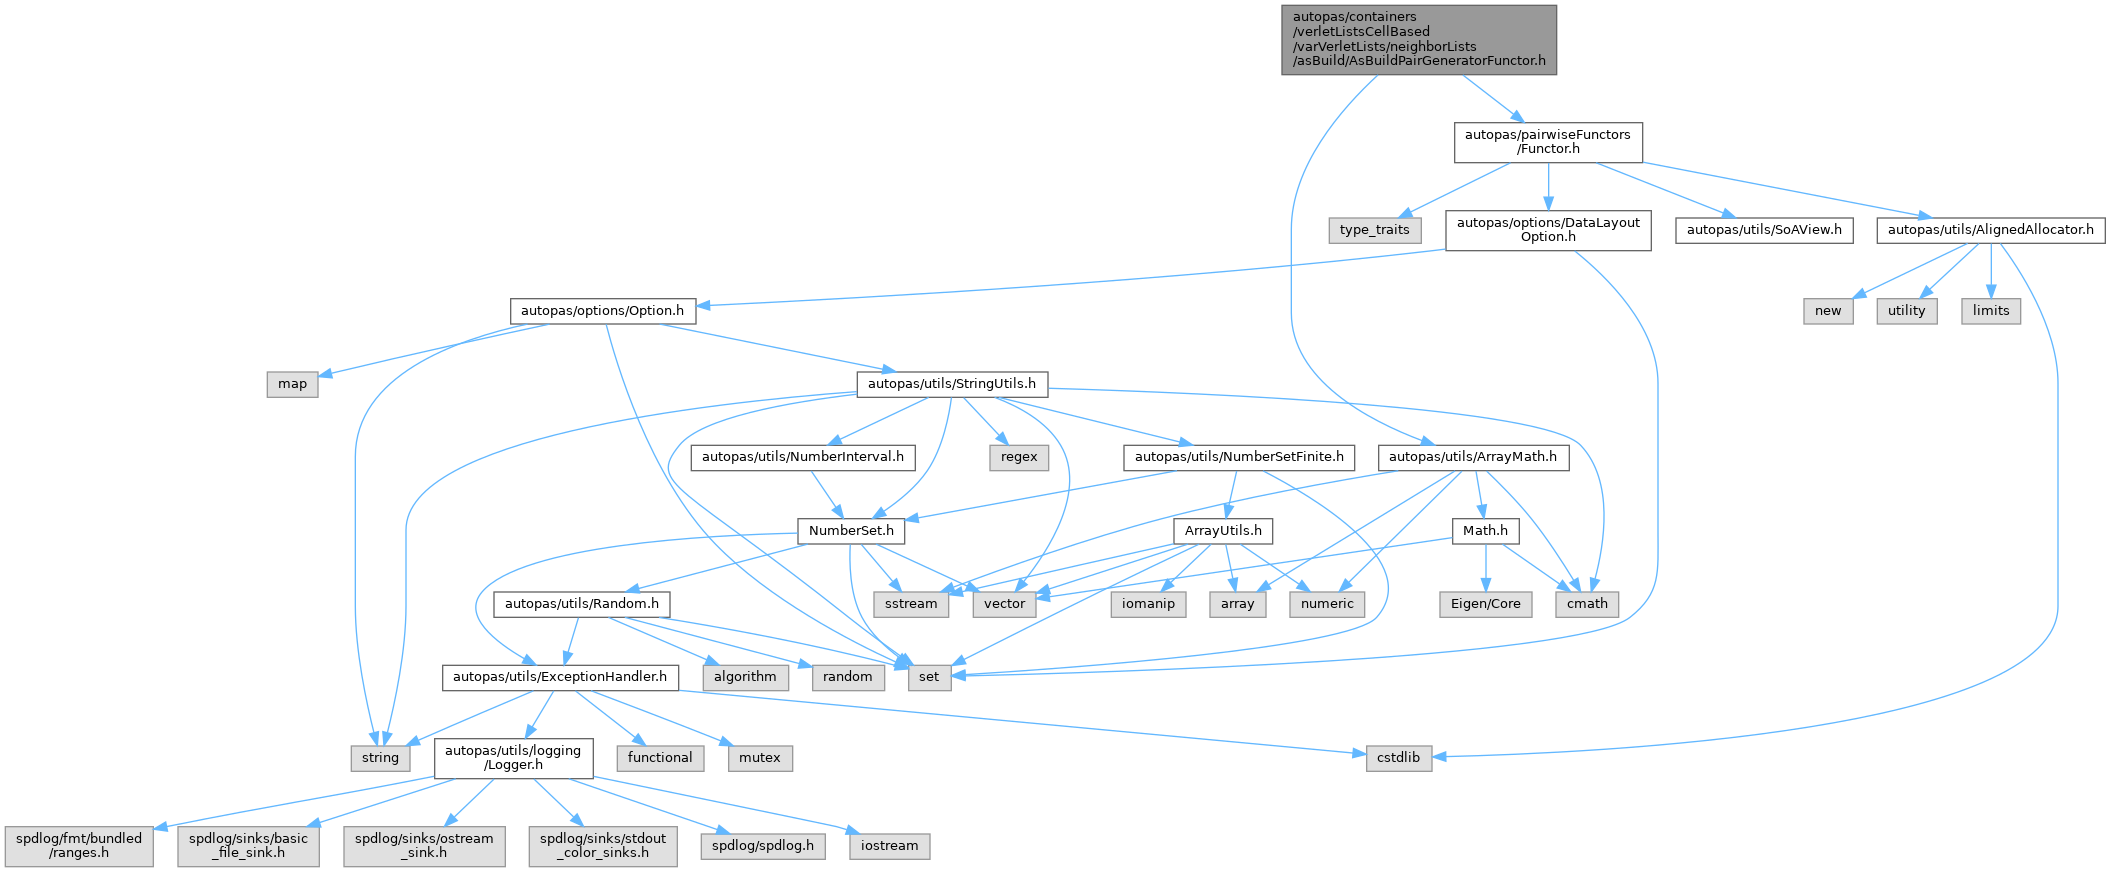 autopas/containers
/verletListsCellBased
/varVerletLists/neighborLists
/asBuild/AsBuildPairGeneratorFunctor.h
autopas/pairwiseFunctors
/Functor.h
type_traits
autopas/options/DataLayout
Option.h
autopas/utils/SoAView.h
autopas/utils/AlignedAllocator.h
autopas/options/Option.h
new
utility
limits
map
autopas/utils/StringUtils.h
autopas/utils/NumberInterval.h
regex
autopas/utils/NumberSetFinite.h
autopas/utils/ArrayMath.h
NumberSet.h
ArrayUtils.h
Math.h
autopas/utils/Random.h
sstream
vector
iomanip
array
numeric
Eigen/Core
cmath
autopas/utils/ExceptionHandler.h
algorithm
random
set
string
autopas/utils/logging
/Logger.h
functional
mutex
cstdlib
spdlog/fmt/bundled
/ranges.h
spdlog/sinks/basic
_file_sink.h
spdlog/sinks/ostream
_sink.h
spdlog/sinks/stdout
_color_sinks.h
spdlog/spdlog.h
iostream